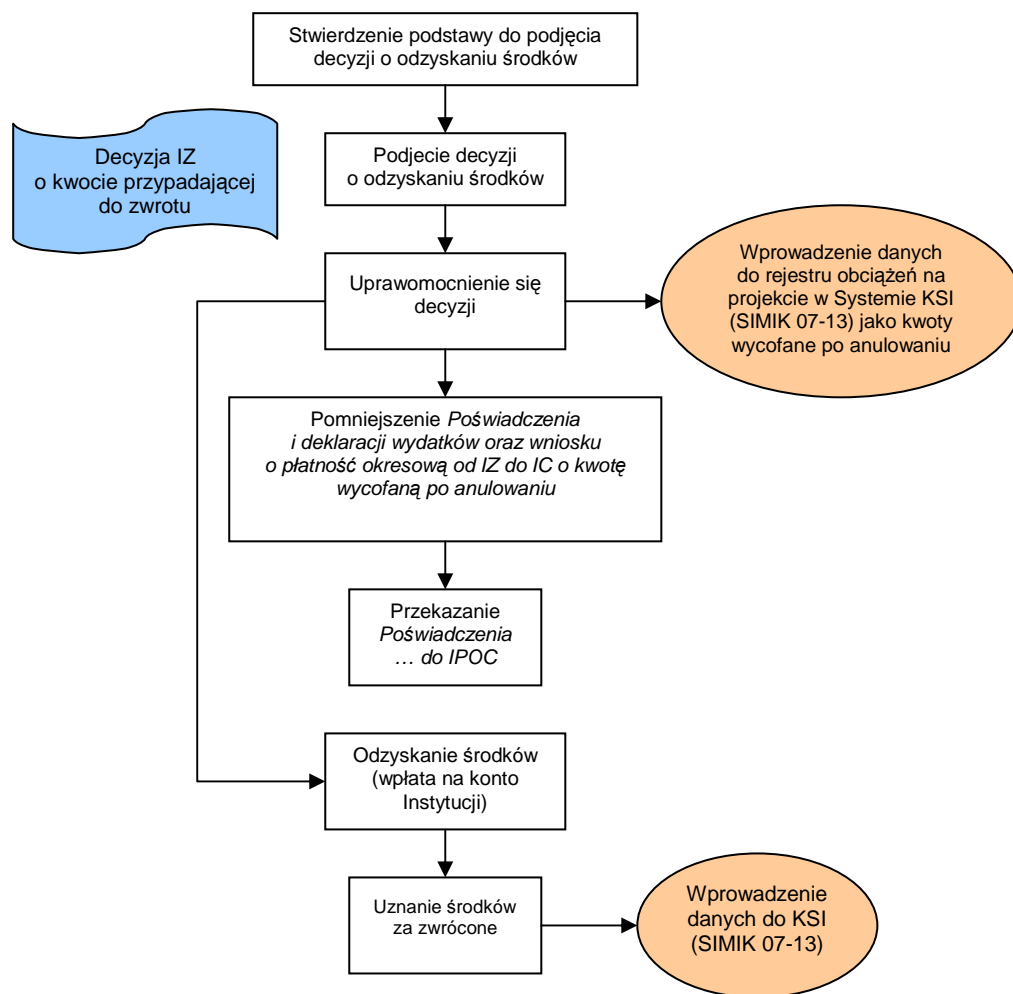 Stwierdzenie podstawy do podjęcia
decyzji o odzyskaniu środków
Decyzja IZ
o kwocie przypadającej
do zwrotu
Podjecie decyzji
o odzyskaniu środków
Uprawomocnienie się
decyzji
Wprowadzenie danych
do rejestru obciążeń na
projekcie w Systemie KSI
(SIMIK 07-13) jako kwoty
wycofane po anulowaniu
Pomniejszenie Poświadczenia
i deklaracji wydatków oraz wniosku
o płatność okresową od IZ do IC o kwotę
wycofaną po anulowaniu
Przekazanie
Poświadczenia
… do IPOC
Odzyskanie środków
(wpłata na konto
Instytucji)
Uznanie środków
za zwrócone
Wprowadzenie
danych do KSI
(SIMIK 07-13)